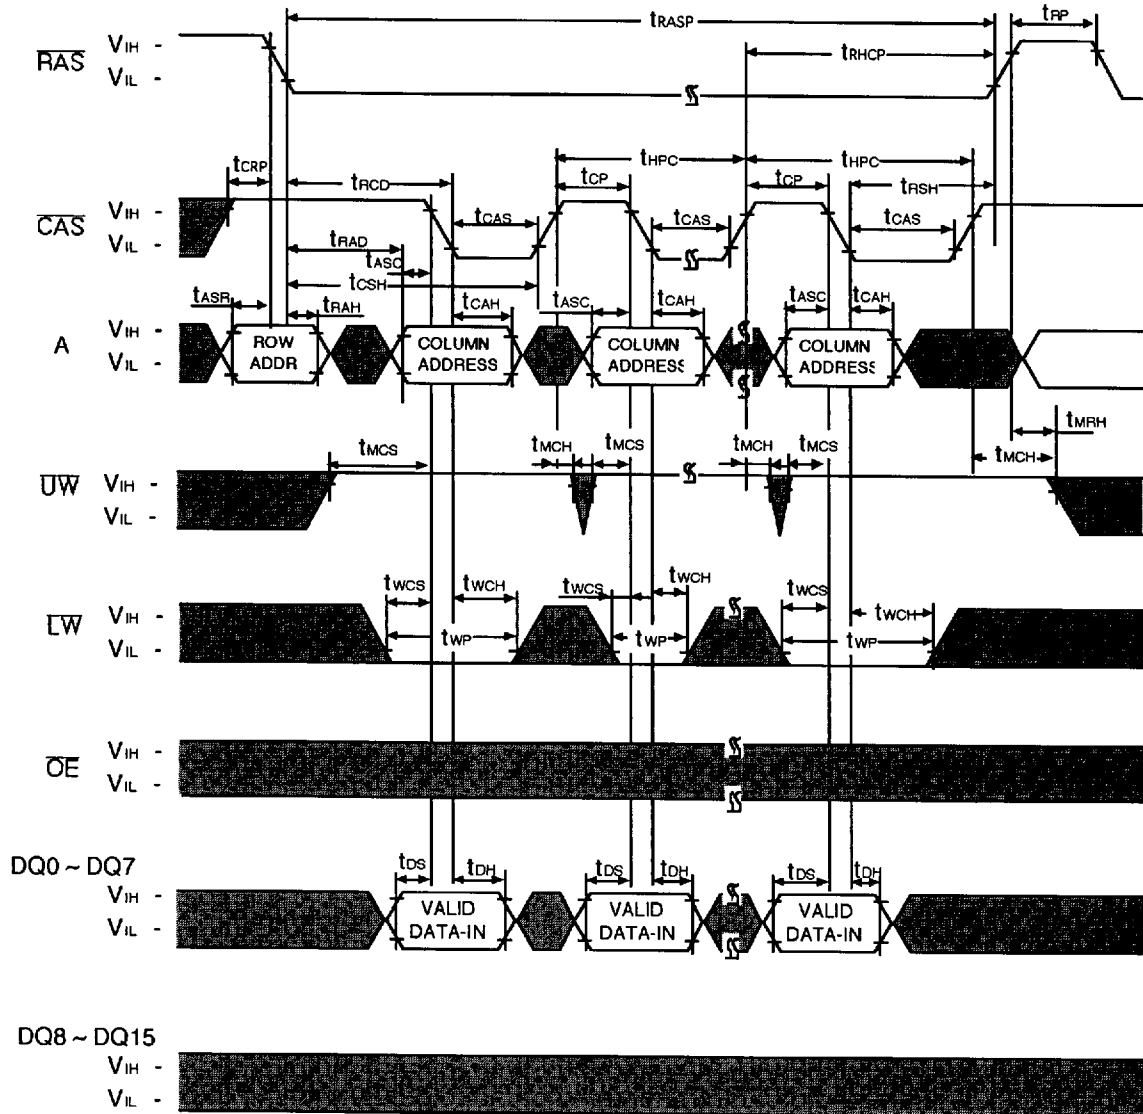 tRASP tRP
RAS VIH -
VIL -
tRHCP
tCRP tRCD tHPC tHPC
tCP tCP tRSH
CAS VIH -
VIL -
tCAS tCAS tCAS
tRAD
tASC
tCSH
tASR tRAH tCAH tASC tCAH tASC tCAH
A VIH -
VIL -
ROW ADDR
COLUMN ADDRESS
COLUMN ADDRESS
COLUMN ADDRESS
tMCS tMCH tMCS tMCH tMCS tMRH
tMCH
UW VIH -
VIL -
tWCS tWCH tWCS tWCH tWCS tWCH
LW VIH -
VIL -
tWP tWP tWP
OE VIH -
VIL -
DQ0 ~ DQ7
VIH -
VIL -
tDS tDH tDS tDH tDS tDH
VALID DATA-IN
VALID DATA-IN
VALID DATA-IN
DQ8 ~ DQ15
VIH -
VIL -